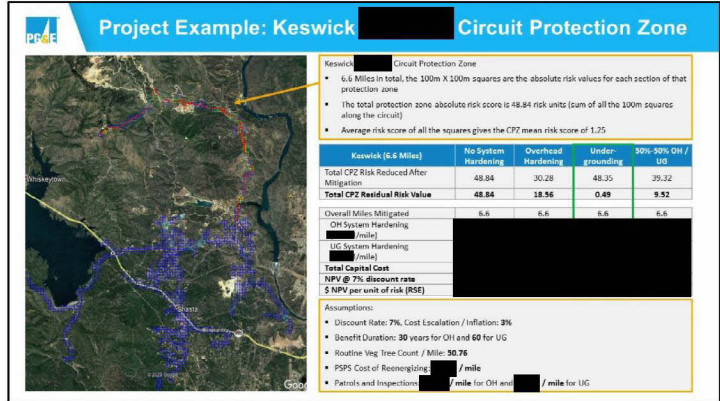 PG&E
Project Example: Keswick Circuit Protection Zone
Keswick Circuit Protection Zone
▪ 6.6 Miles in total, the 100m X 100m squares are the absolute risk values for each section of that
protection zone
▪ The total protection zone absolute risk score is 48.84 risk units (sum of all the 100m squares
along the circuit)
▪ Average risk score of all the squares gives the CPZ mean risk score of 1.25
Keswick (6.6 Miles) No System Hardening Overhead Hardening Under-grounding 50%-50% OH / UG
Total CPZ Risk Reduced After
Mitigation 48.84 30.28 48.35 39.32
Total CPZ Residual Risk Value 48.84 18.56 0.49 9.52
Overall Miles Mitigated 6.6 6.6 6.6 6.6
OH System Hardening
/mile)
UG System Hardening
/mile)
Total Capital Cost
NPV @ 7% discount rate
$ NPV per unit of risk (RSE)
Assumptions:
▪ Discount Rate: 7%, Cost Escalation / Inflation: 3%
▪ Benefit Duration: 30 years for OH and 60 for UG
▪ Routine Veg Tree Count / Mile: 50.76
▪ PSPS Cost of Reenergizing: / mile
▪ Patrols and Inspections: / mile for OH and / mile for UG
Whiskeytown
Shasta
Goo